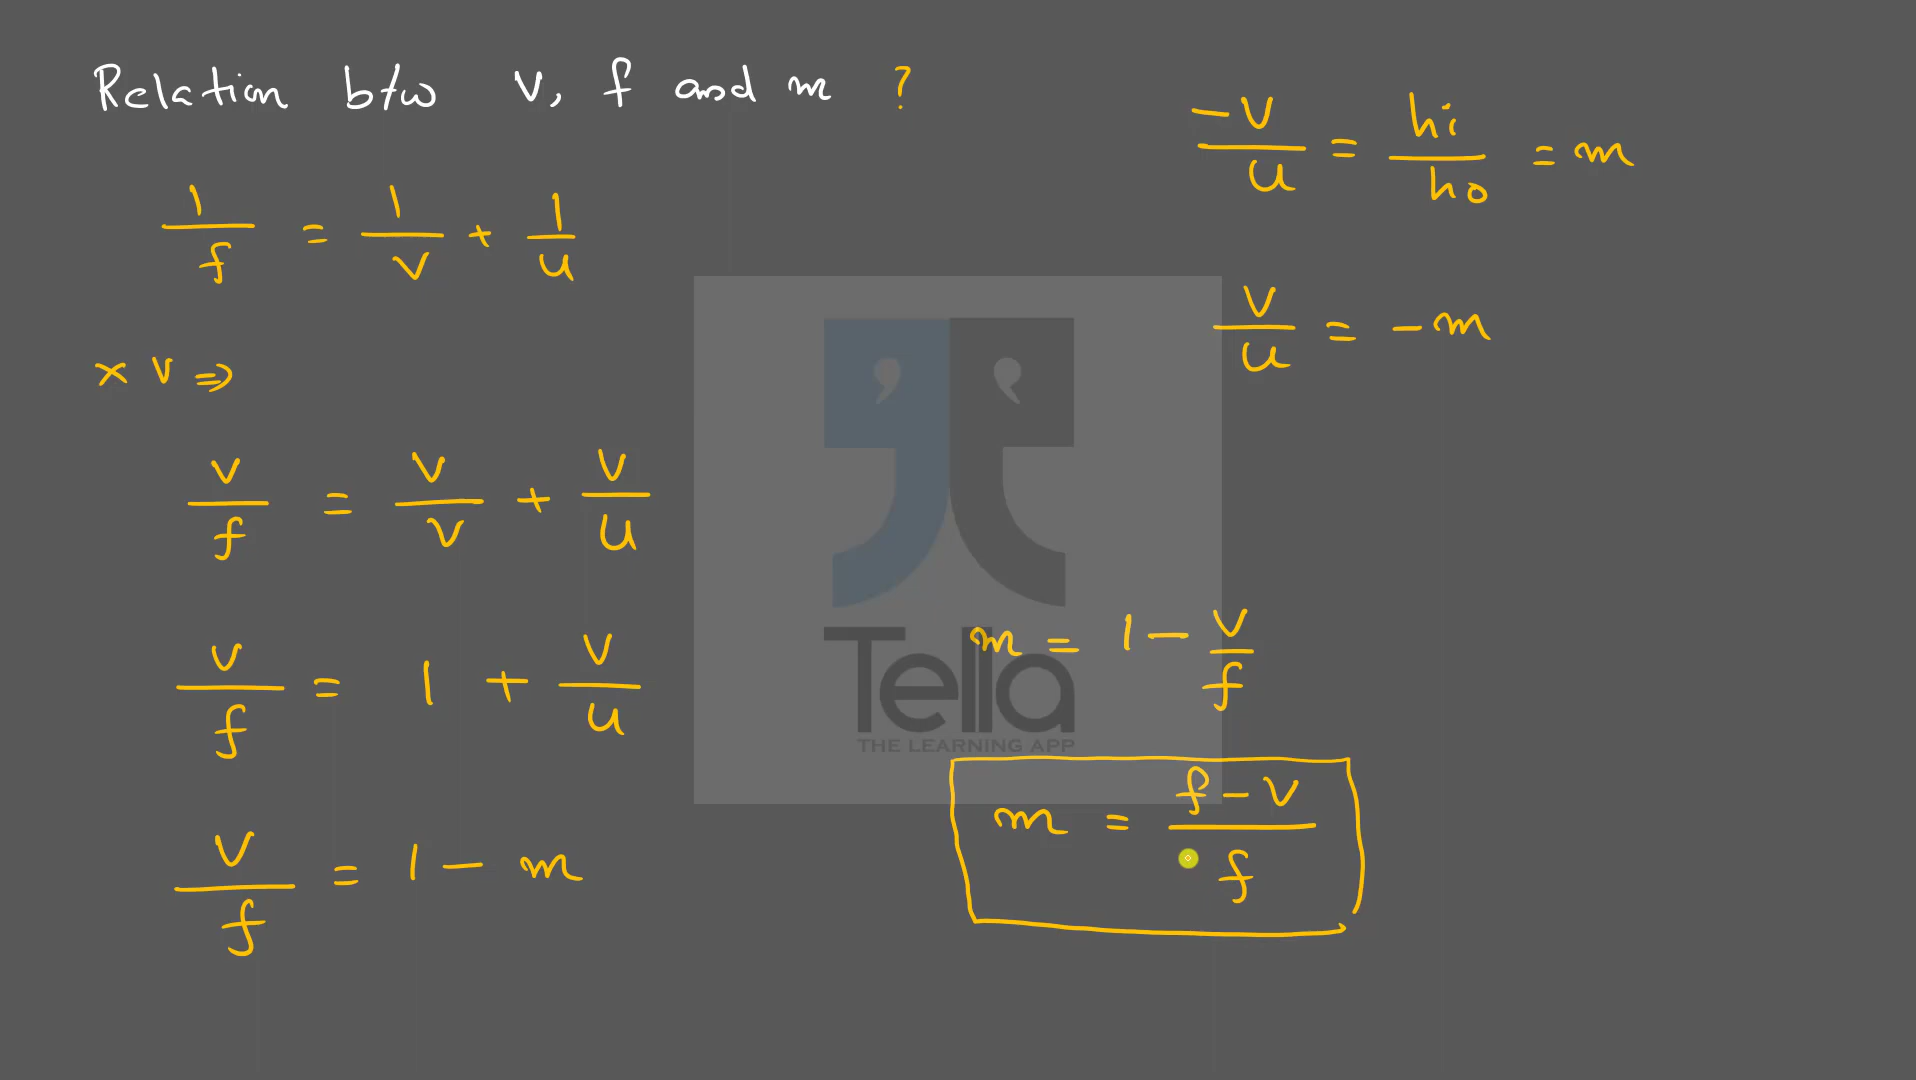 Relation b/w v, f and m ?
1/f = 1/v + 1/u
× v ⇒
v/f = v/v + v/u
v/f = 1 + v/u
v/f = 1 - m
-v/u = hi/ho = m
v/u = -m
m = 1 - v/f
m = f - v / f
Tella
THE LEARNING APP